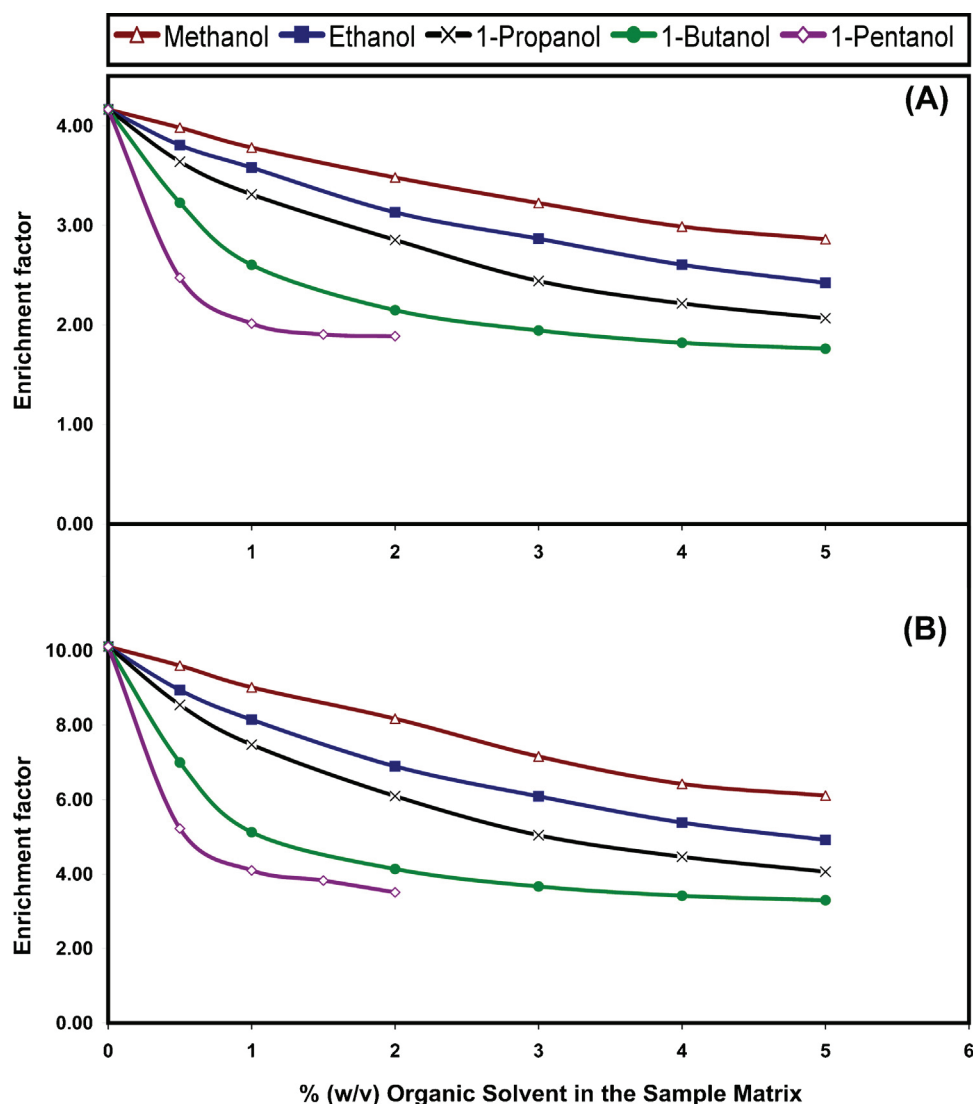 Methanol Ethanol 1-Propanol 1-Butanol 1-Pentanol
(A)
Enrichment factor
4.00
3.00
2.00
1.00
0.00
1 2 3 4 5
(B)
Enrichment factor
10.00
8.00
6.00
4.00
2.00
0.00
0 1 2 3 4 5 6
% (w/v) Organic Solvent in the Sample Matrix